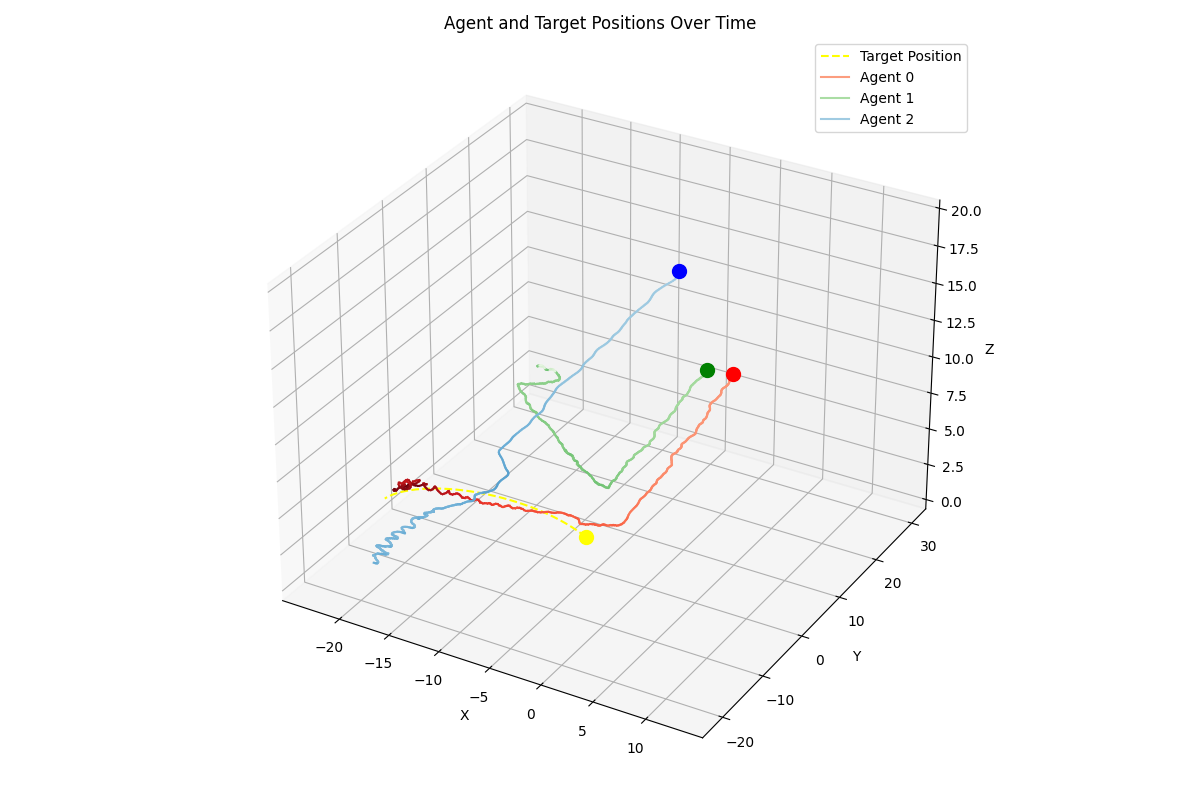 Agent and Target Positions Over Time
Target Position
Agent 0
Agent 1
Agent 2
20.0
17.5
15.0
12.5
10.0
7.5
5.0
2.5
0.0
Z
30
20
10
0
−10
−20
Y
−20
−15
−10
−5
0
5
10
X